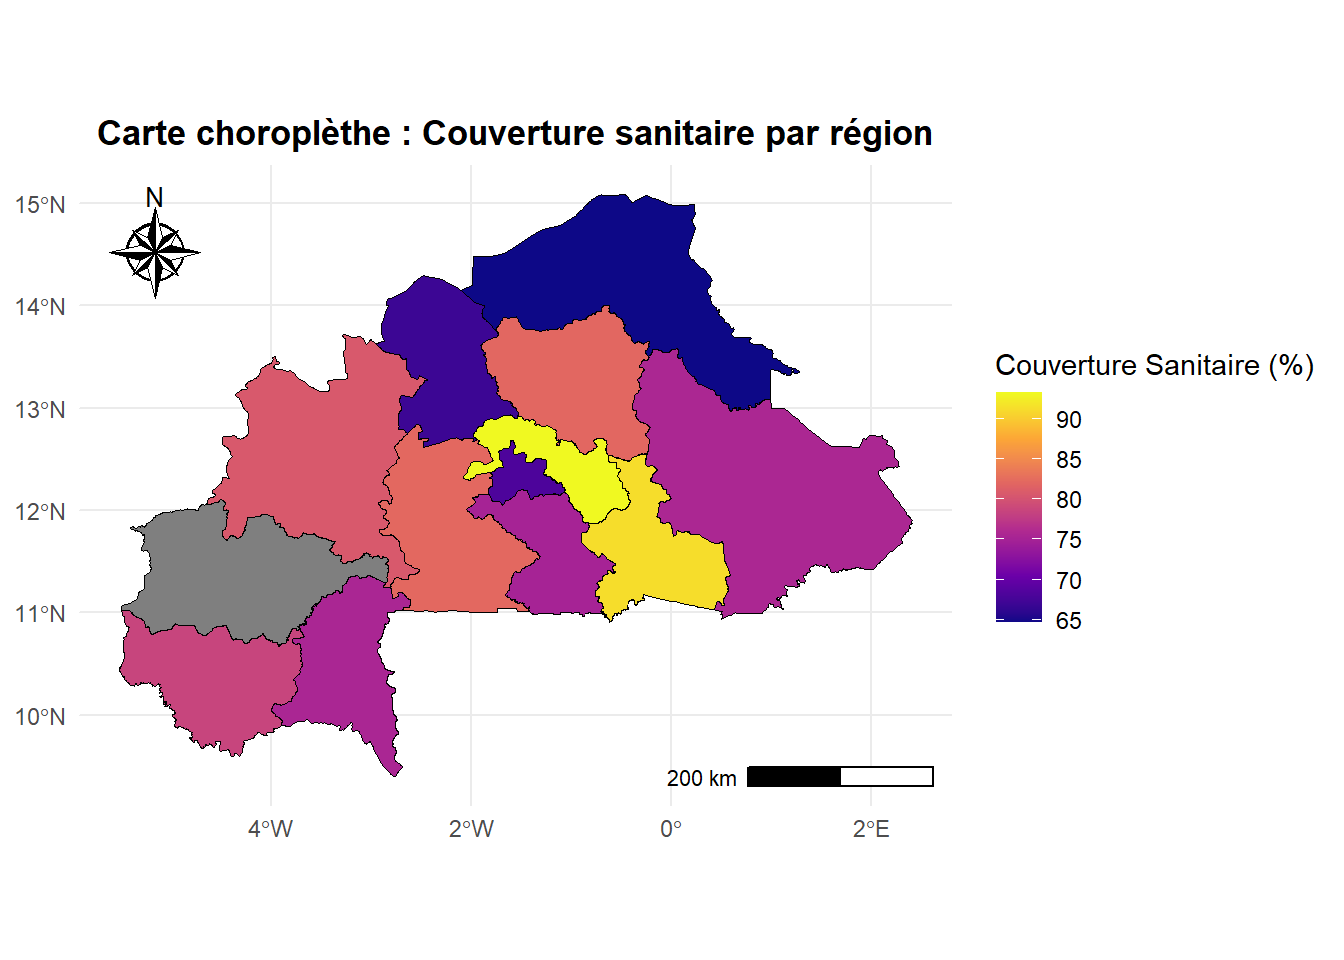 Carte choroplèthe : Couverture sanitaire par région
N
15°N
14°N
13°N
12°N
11°N
10°N
4°W
2°W
0°
2°E
200 km
Couverture Sanitaire (%)
90
85
80
75
70
65